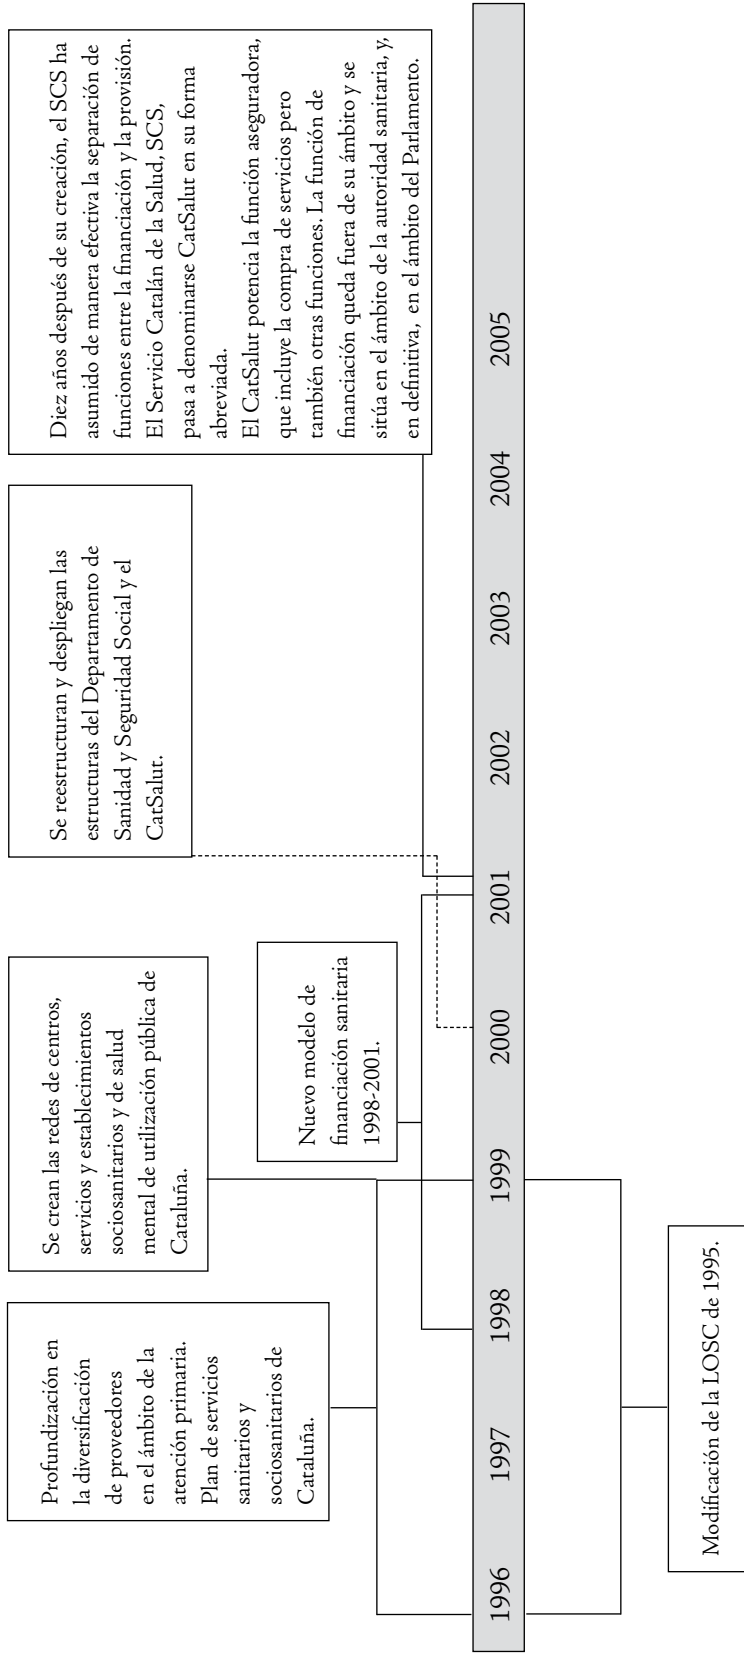 Profundización en
la diversificación
de proveedores
en el ámbito de la
atención primaria.
Plan de servicios
sanitarios y
sociosanitarios de
Cataluña.
Se crean las redes de centros,
servicios y establecimientos
sociosanitarios y de salud
mental de utilización pública de
Cataluña.
Nuevo modelo de
financiación sanitaria
1998-2001.
Se reestructuran y despliegan las
estructuras del Departamento de
Sanidad y Seguridad Social y el
CatSalut.
Diez años después de su creación, el SCS ha
asumido de manera efectiva la separación de
funciones entre la financiación y la provisión.
El Servicio Catalán de la Salud, SCS,
pasa a denominarse CatSalut en su forma
abreviada.
El CatSalut potencia la función aseguradora,
que incluye la compra de servicios pero
también otras funciones. La función de
financiación queda fuera de su ámbito y se
sitúa en el ámbito de la autoridad sanitaria, y,
en definitiva, en el ámbito del Parlamento.
1996 1997 1998 1999 2000 2001 2002 2003 2004 2005
Modificación de la LOSC de 1995.